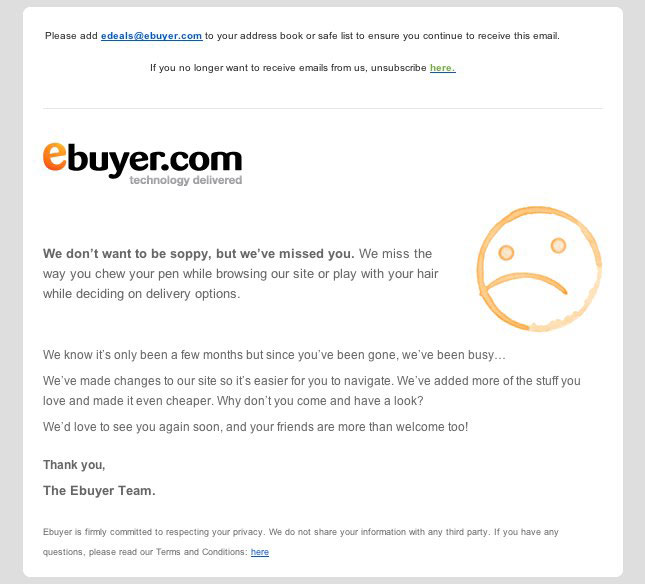 Please add edeals@ebuyer.com to your address book or safe list to ensure you continue to receive this email.
If you no longer want to receive emails from us, unsubscribe here.
ebuyer.com
technology delivered
We don't want to be soppy, but we've missed you. We miss the
way you chew your pen while browsing our site or play with your hair
while deciding on delivery options.
We know it's only been a few months but since you've been gone, we've been busy…
We've made changes to our site so it's easier for you to navigate. We've added more of the stuff you
love and made it even cheaper. Why don't you come and have a look?
We'd love to see you again soon, and your friends are more than welcome too!
Thank you,
The Ebuyer Team.
Ebuyer is firmly committed to respecting your privacy. We do not share your information with any third party. If you have any
questions, please read our Terms and Conditions: here